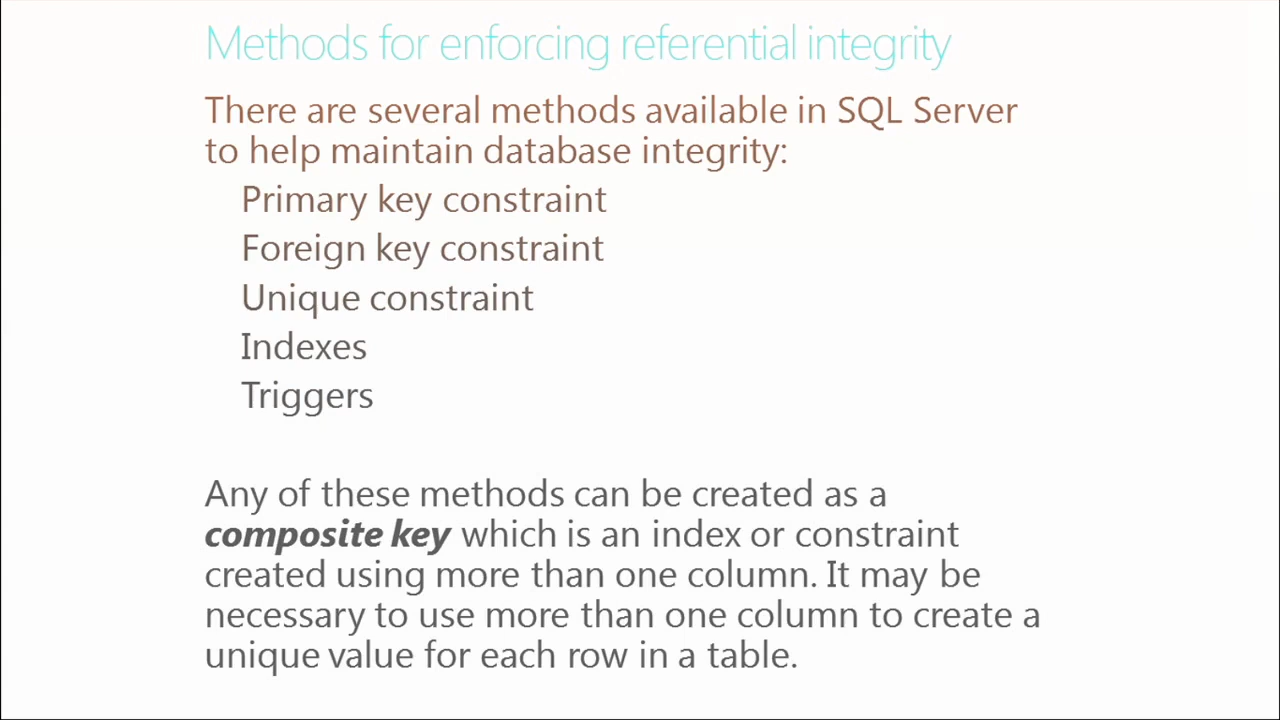 Methods for enforcing referential integrity
There are several methods available in SQL Server
to help maintain database integrity:
Primary key constraint
Foreign key constraint
Unique constraint
Indexes
Triggers
Any of these methods can be created as a
composite key which is an index or constraint
created using more than one column. It may be
necessary to use more than one column to create a
unique value for each row in a table.